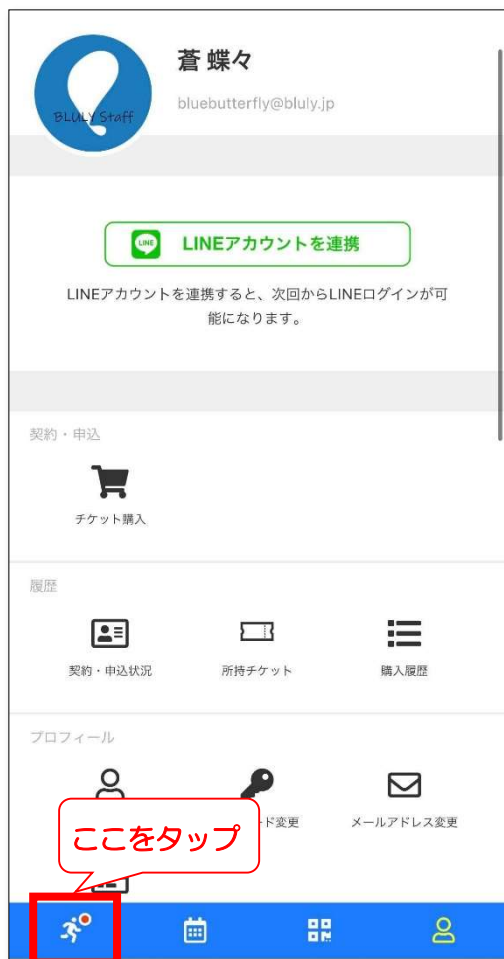 蒼 蝶々
BLULY Staff
bluebutterfly@bluly.jp
LINE
LINEアカウントを連携
LINEアカウントを連携すると、次回からLINEログインが可
能になります。
契約・申込
チケット購入
履歴
契約・申込状況
所持チケット
購入履歴
プロフィール
ード変更
メールアドレス変更
ここをタップ